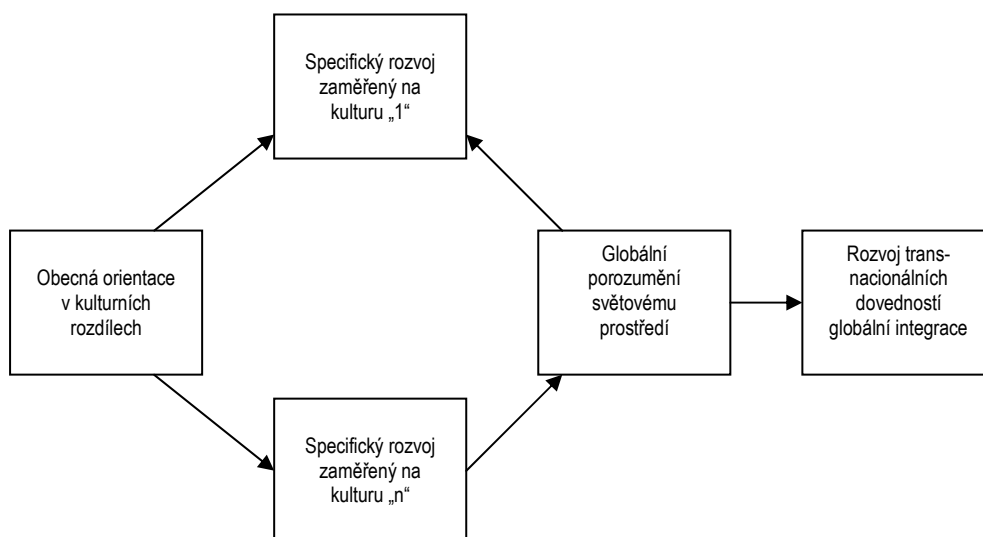 Specifický rozvoj
zaměřený na
kulturu „1“
Obecná orientace
v kulturních
rozdílech
Globální
porozumění
světovému
prostředí
Rozvoj trans-
nacionálních
dovedností
globální integrace
Specifický rozvoj
zaměřený na
kulturu „n“